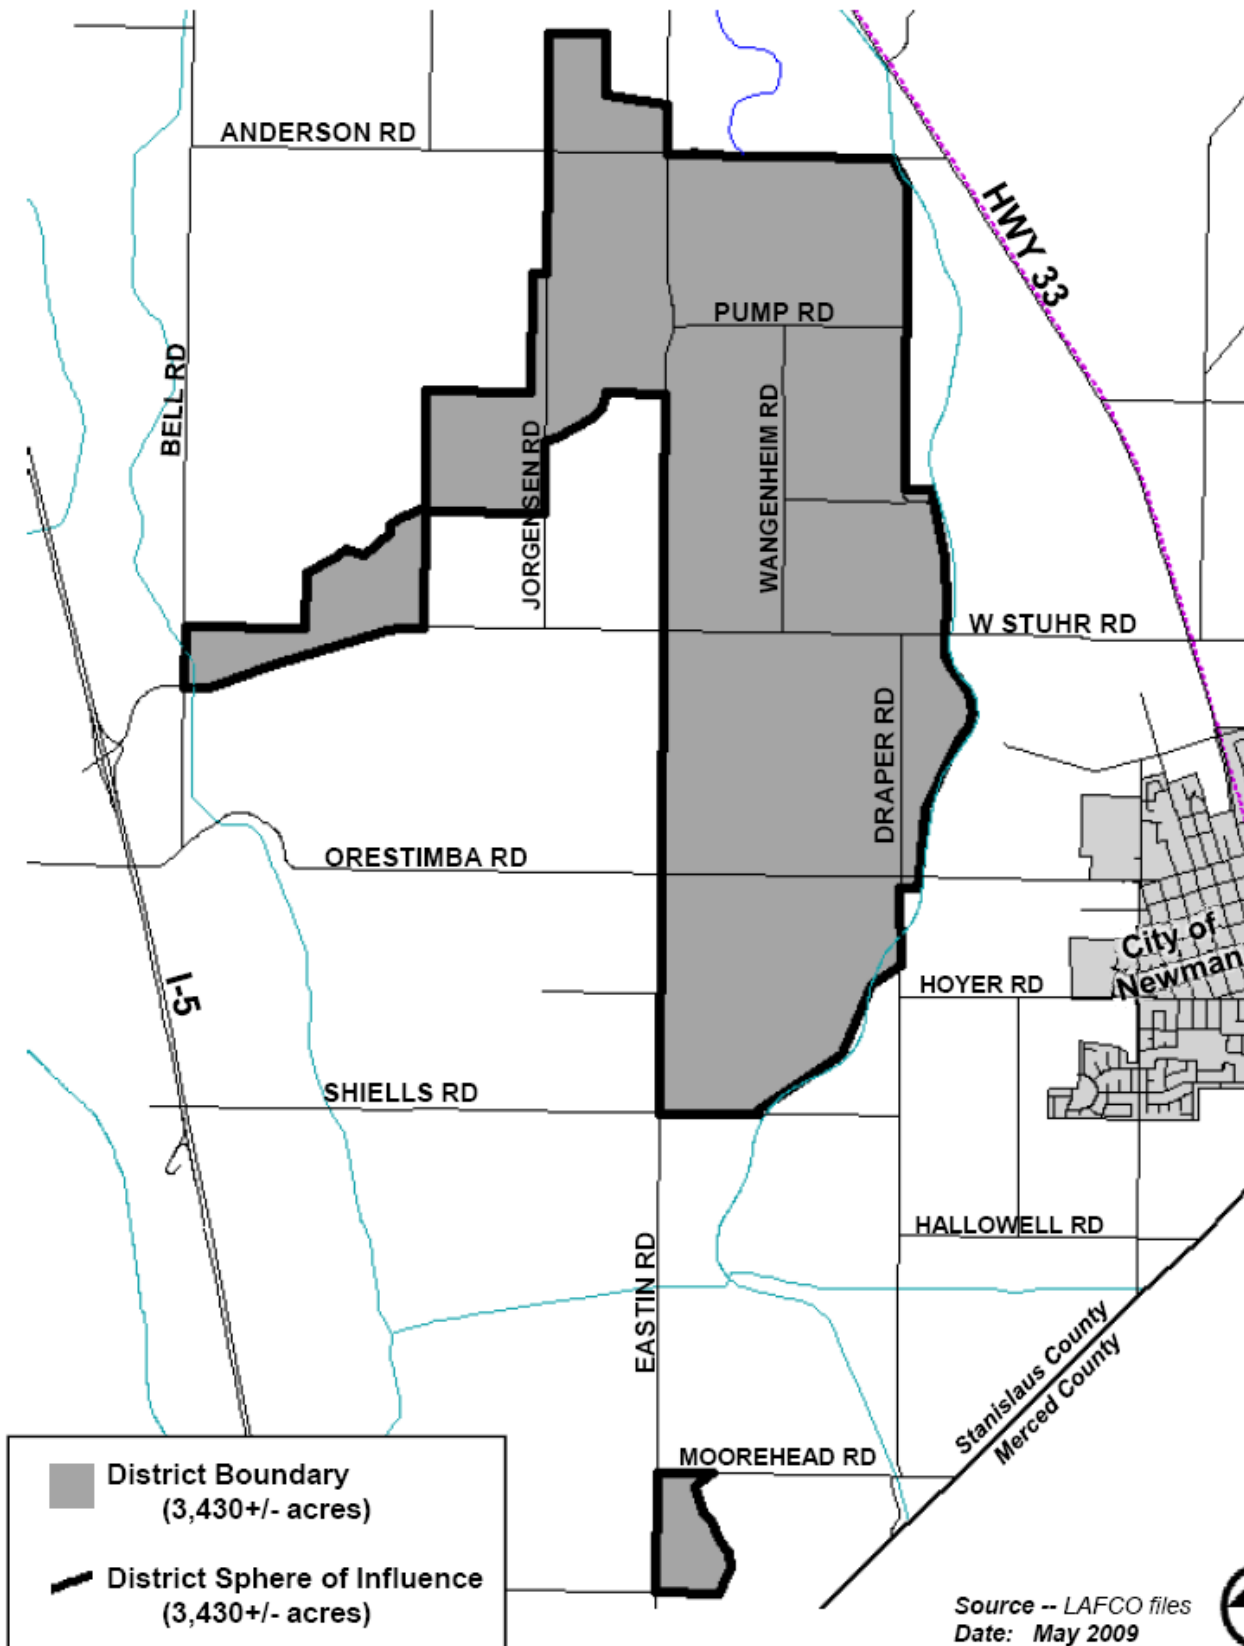 ANDERSON RD
HWY 33
PUMP RD
BELL RD
JORGENSEN RD
WANGENHEIM RD
W STUHR RD
DRAPER RD
ORESTIMBA RD
City of
Newman
I-5
HOYER RD
SHIELLS RD
HALLOWELL RD
EASTIN RD
Stanislaus County
Merced County
MOOREHEAD RD
District Boundary
(3,430+/- acres)
District Sphere of Influence
(3,430+/- acres)
Source -- LAFCO files
Date: May 2009